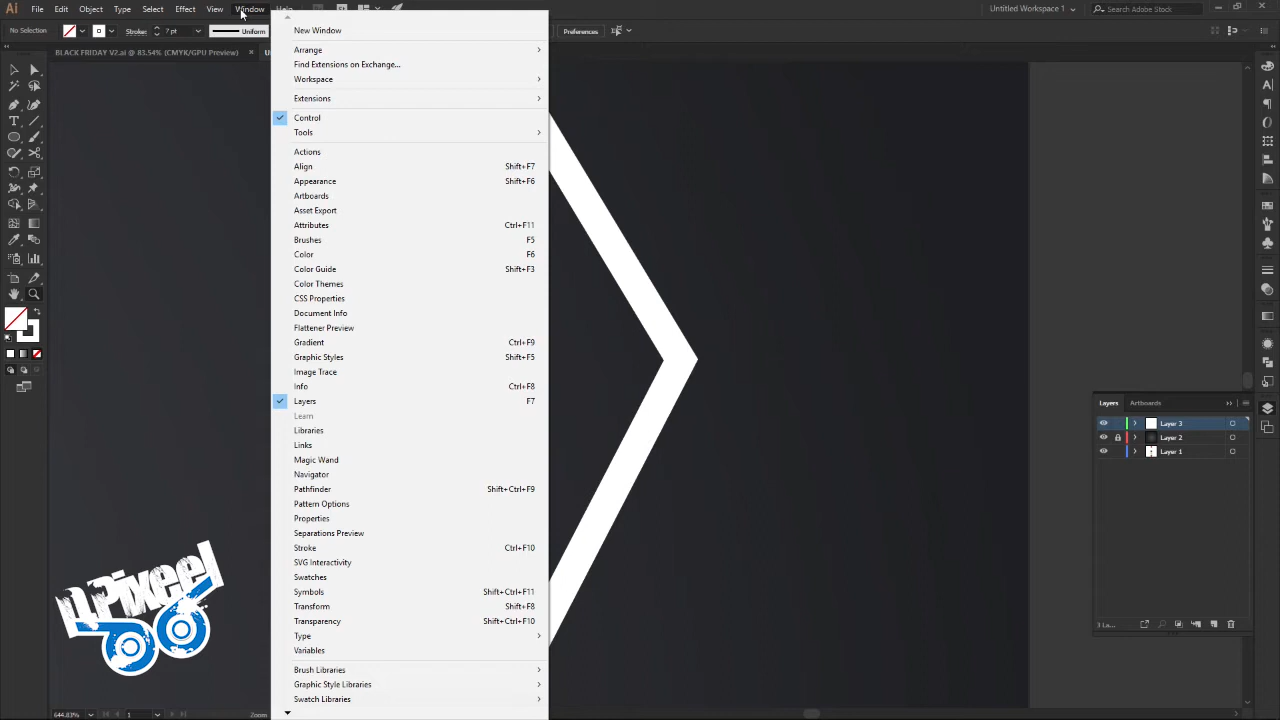 Ai File Edit Object Type Select Effect View Window Help
Untitled Workspace 1
Search Adobe Stock
No Selection
Stroke: 7 pt Uniform
Preferences
BLACK FRIDAY V2.ai @ 83.54% (CMYK/GPU Preview) ×
New Window
Arrange
Find Extensions on Exchange...
Workspace
Extensions
Control
Tools
Actions
Align Shift+F7
Appearance Shift+F6
Artboards
Asset Export
Attributes Ctrl+F11
Brushes F5
Color F6
Color Guide Shift+F3
Color Themes
CSS Properties
Document Info
Flattener Preview
Gradient Ctrl+F9
Graphic Styles Shift+F5
Image Trace
Info Ctrl+F8
Layers F7
Learn
Libraries
Links
Magic Wand
Navigator
Pathfinder Shift+Ctrl+F9
Pattern Options
Properties
Separations Preview
Stroke Ctrl+F10
SVG Interactivity
Swatches
Symbols Shift+Ctrl+F11
Transform Shift+F8
Transparency Shift+Ctrl+F10
Type
Variables
Brush Libraries
Graphic Style Libraries
Swatch Libraries
Layers Artboards
Layer 3
Layer 2
Layer 1
3 La...
644.83% 1 Zoom